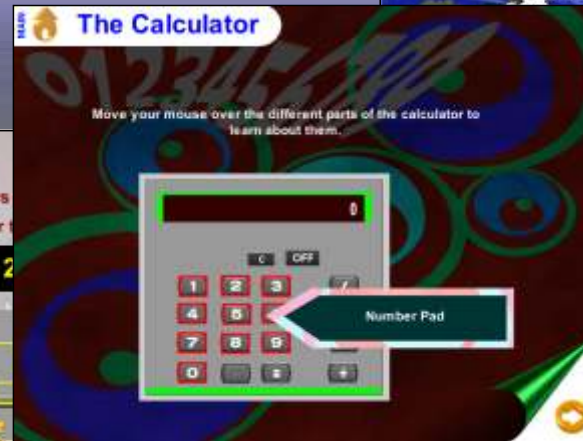 MAIN
The Calculator
Move your mouse over the different parts of the calculator to
learn about them.
0
C OFF
1 2 3 /
4 5
Number Pad
7 8 9
0 . = +